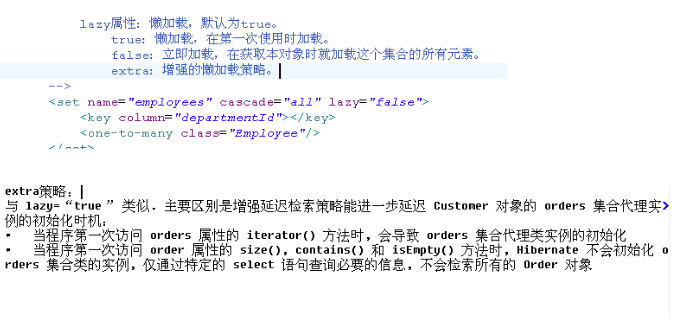 lazy属性：懒加载，默认为true。
true：懒加载，在第一次使用时加载。
false：立即加载，在获取本对象时就加载这个集合的所有元素。
extra：增强的懒加载策略。
-->
<set name="employees" cascade="all" lazy="false">
<key column="departmentId"></key>
<one-to-many class="Employee"/>
</set>
extra策略：
与 lazy= “true ” 类似. 主要区别是增强延迟检索策略能进一步延迟 Customer 对象的 orders 集合代理实
例的初始化时机：
• 当程序第一次访问 orders 属性的 iterator() 方法时, 会导致 orders 集合代理类实例的初始化
• 当程序第一次访问 order 属性的 size(), contains() 和 isEmpty() 方法时, Hibernate 不会初始化 o
rders 集合类的实例, 仅通过特定的 select 语句查询必要的信息, 不会检索所有的 Order 对象